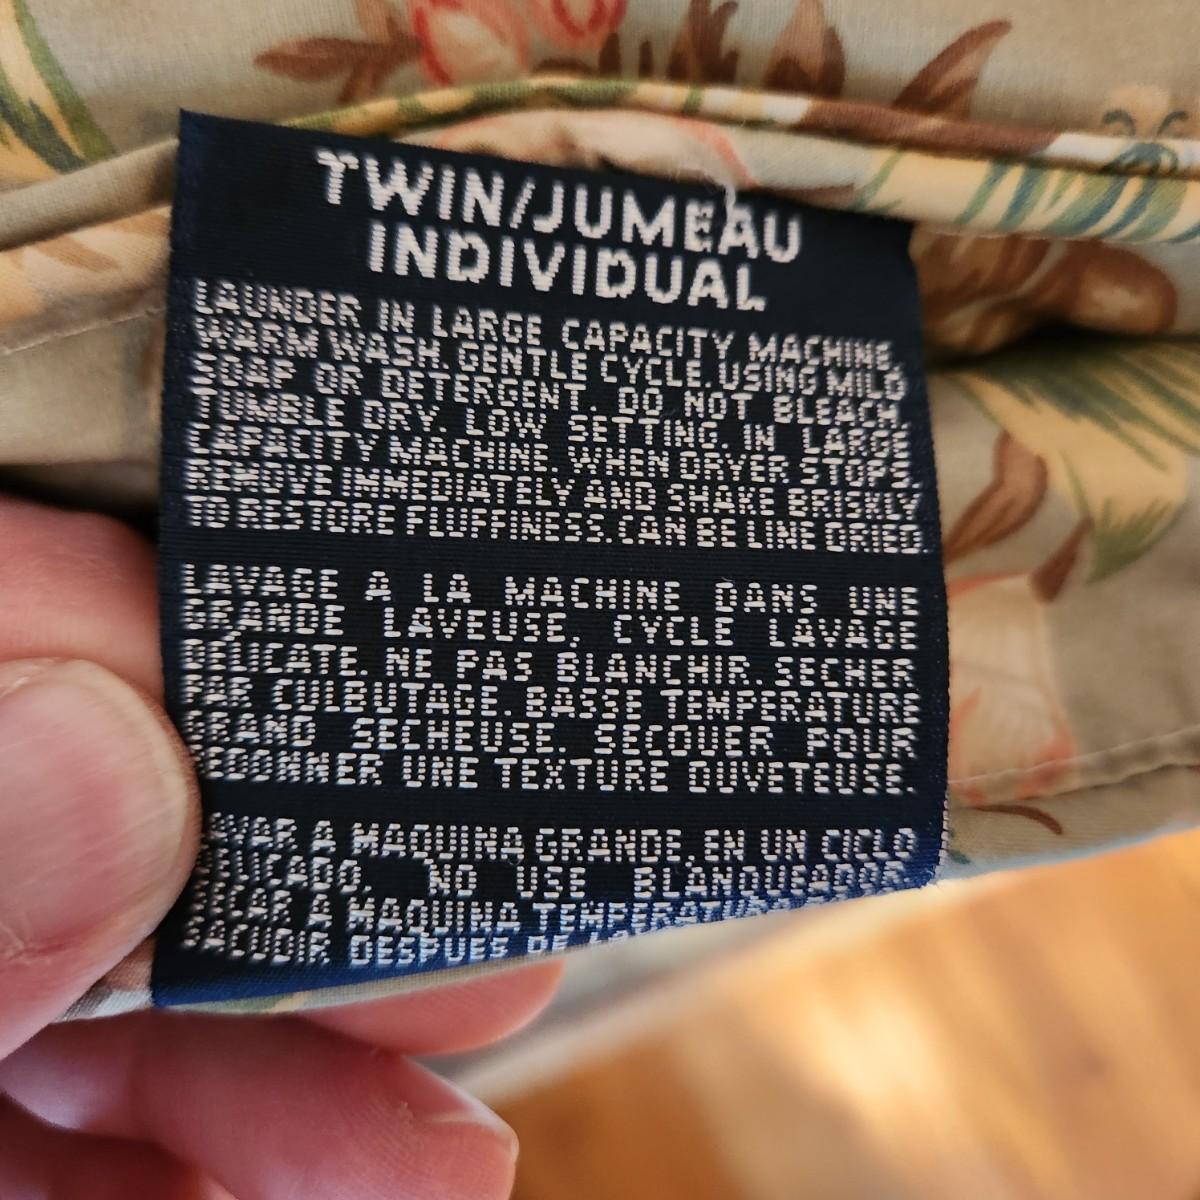 TWIN/JUMEAU
INDIVIDUAL
LAUNDER IN LARGE CAPACITY MACHINE,
WARM WASH, GENTLE CYCLE, USING MILD
SOAP OR DETERGENT. DO NOT BLEACH,
TUMBLE DRY, LOW SETTING, IN LARGE
CAPACITY MACHINE. WHEN DRYER STOPS,
REMOVE IMMEDIATELY AND SHAKE BRISKLY
TO RESTORE FLUFFINESS. CAN BE LINE DRIED
LAVAGE A LA MACHINE DANS UNE
GRANDE LAVEUSE, CYCLE LAVAGE
DÉLICATE. NE PAS BLANCHIR. SECHER
PAR CULBUTAGE. BASSE TEMPERATURE
GRAND SECHEUSE. SECOUER POUR
REDONNER UNE TEXTURE DUVETEUSE.
LAVAR A MAQUINA GRANDE, EN UN CICLO
DELICADO. NO USE BLANQUEADOR.
SECAR A MAQUINA TEMPERATURA
SACUDIR DESPUES DE